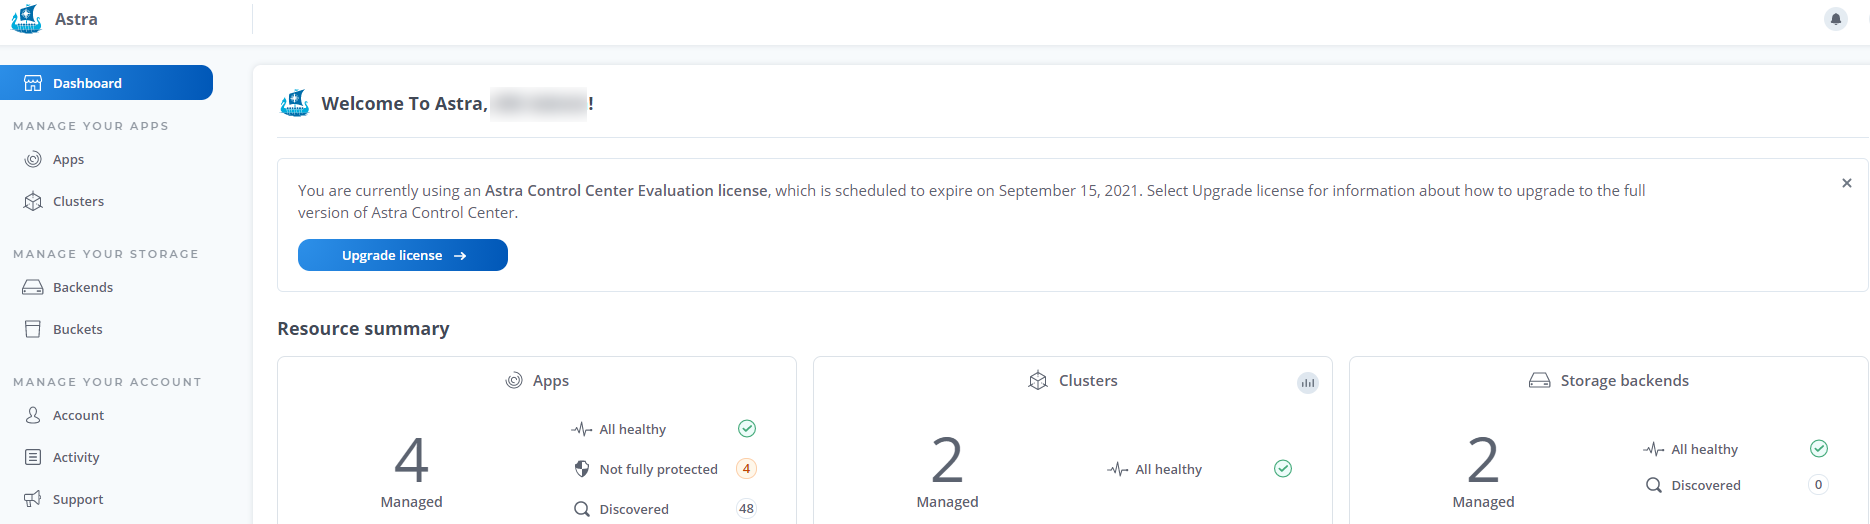 Astra
Dashboard
MANAGE YOUR APPS
Apps
Clusters
MANAGE YOUR STORAGE
Backends
Buckets
MANAGE YOUR ACCOUNT
Account
Activity
Support
Welcome To Astra, !
You are currently using an Astra Control Center Evaluation license, which is scheduled to expire on September 15, 2021. Select Upgrade license for information about how to upgrade to the full
version of Astra Control Center.
Upgrade license →
Resource summary
Apps
4
Managed
All healthy
Not fully protected 4
Discovered 48
Clusters
2
Managed
All healthy
Storage backends
2
Managed
All healthy
Discovered 0